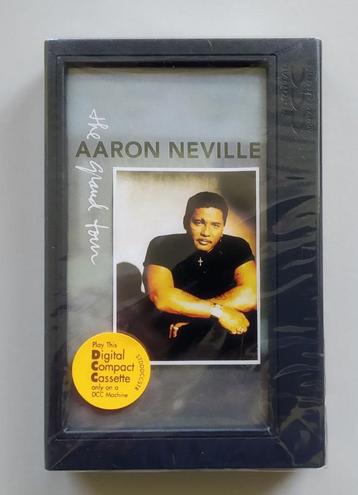 the grand tour
AARON NEVILLE
Play This
Digital
Compact
Cassette
only on a
DCC Machine